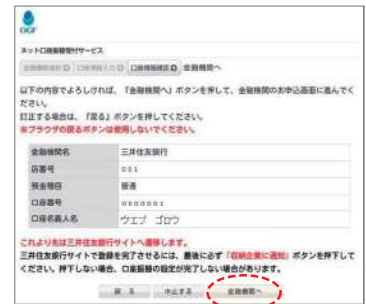 OGF
ネット口座振替受付サービス
金融機関選択 口座情報入力 口座情報確認 金融機関へ
以下の内容でよろしければ、「金融機関へ」ボタンを押して、金融機関のお申込画面に進んでく
ださい。
訂正する場合は、「戻る」ボタンを押してください。
※ブラウザの戻るボタンは使用しないでください。
金融機関名 三井住友銀行
店番号 001
預金種目 普通
口座番号 0000001
口座名義人名 ウエブ ゴロウ
これより先は三井住友銀行サイトへ遷移します。
三井住友銀行サイトで登録を完了させるには、最後に必ず「収納企業に通知」ボタンを押下して
ください。押下しない場合、口座振替の設定が完了しない場合があります。
戻る 中止する 金融機関へ